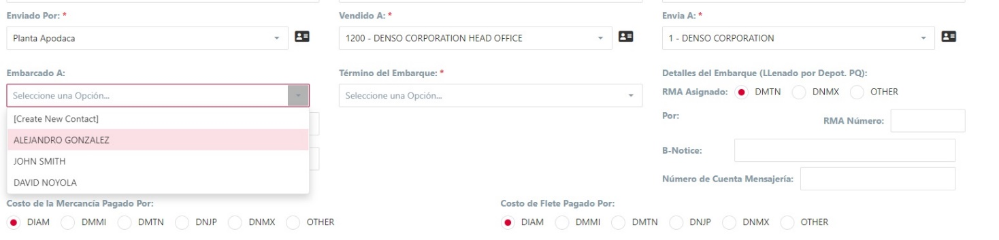 Enviado Por: * Vendido A: * Envia A: *
Planta Apodaca 1200 - DENSO CORPORATION HEAD OFFICE 1 - DENSO CORPORATION
Embarcado A: Término del Embarque: * Detalles del Embarque (LLenado por Depot. PQ):
Seleccione una Opción... Seleccione una Opción... RMA Asignado: DMTN DNMX OTHER
[Create New Contact] Por: RMA Número:
ALEJANDRO GONZALEZ
JOHN SMITH B-Notice:
DAVID NOYOLA Número de Cuenta Mensajería:
Costo de la Mercancía Pagado Por: Costo de Flete Pagado Por:
DIAM DMMI DMTN DNJP DNMX OTHER DIAM DMMI DMTN DNJP DNMX OTHER